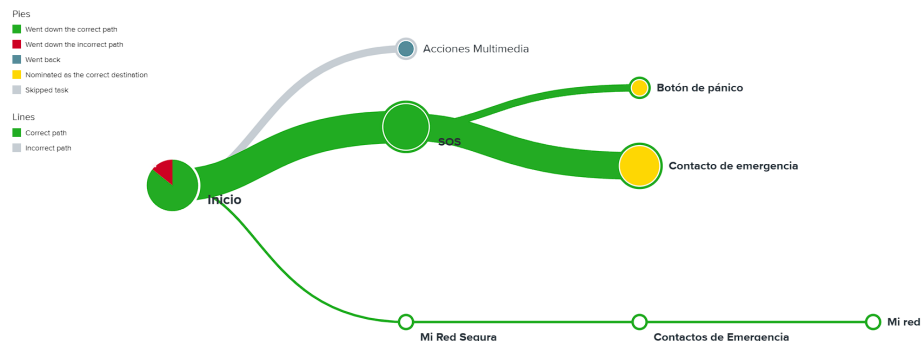 Pies
Went down the correct path
Went down the incorrect path
Went back
Nominated as the correct destination
Skipped task
Lines
Correct path
Incorrect path
Acciones Multimedia
Botón de pánico
SOS
Contacto de emergencia
Inicio
Mi red
Mi Red Segura
Contactos de Emergencia